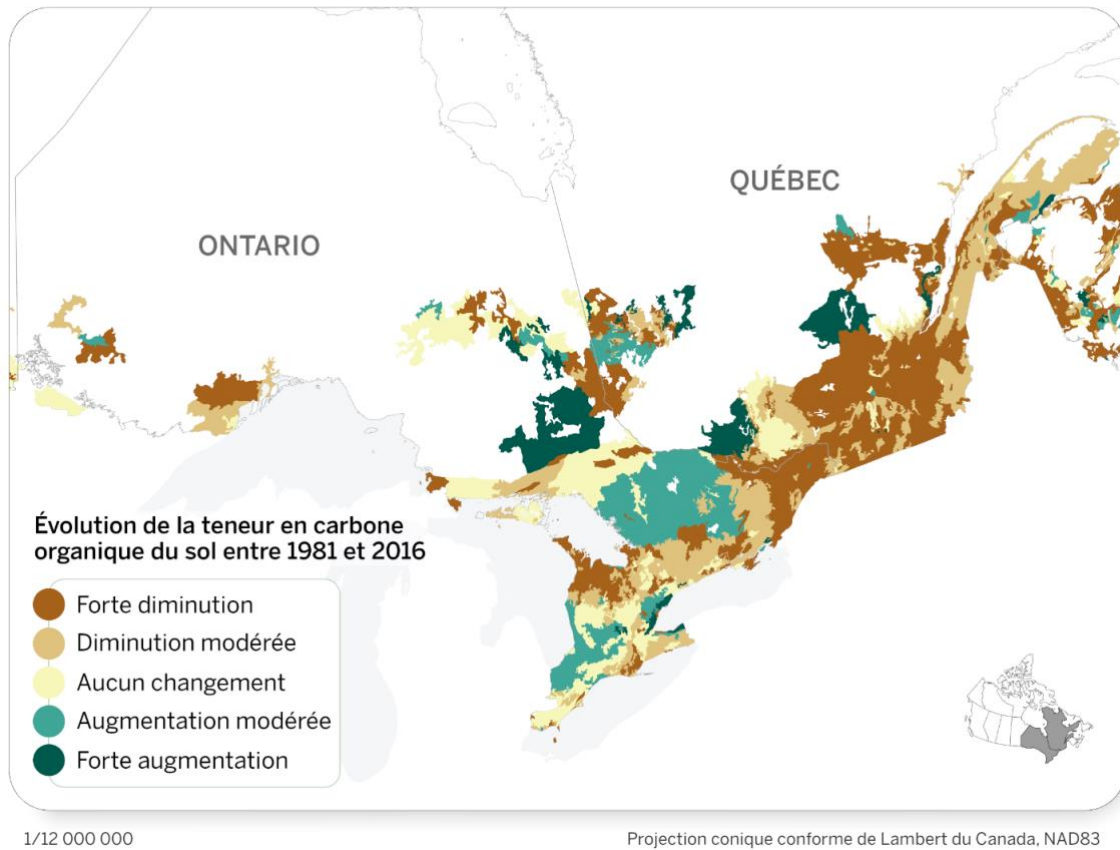 QUÉBEC
ONTARIO
Évolution de la teneur en carbone
organique du sol entre 1981 et 2016
Forte diminution
Diminution modérée
Aucun changement
Augmentation modérée
Forte augmentation
1/12 000 000
Projection conique conforme de Lambert du Canada, NAD83